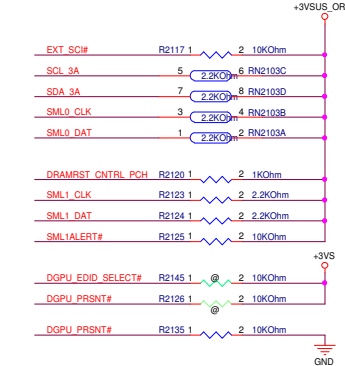 +3VSUS_OR
EXT_SCI# R2117 1 2 10KOhm
SCL_3A 5 2.2KOhm 6 RN2103C
SDA_3A 7 2.2KOhm 8 RN2103D
SML0_CLK 3 2.2KOhm 4 RN2103B
SML0_DAT 1 2.2KOhm 2 RN2103A
DRAMRST_CNTRL_PCH R2120 1 2 1KOhm
SML1_CLK R2123 1 2 2.2KOhm
SML1_DAT R2124 1 2 2.2KOhm
SML1ALERT# R2125 1 2 10KOhm
+3VS
DGPU_EDID_SELECT# R2145 1 @ 2 10KOhm
DGPU_PRSNT# R2126 1 @ 2 10KOhm
DGPU_PRSNT# R2135 1 2 10KOhm
GND